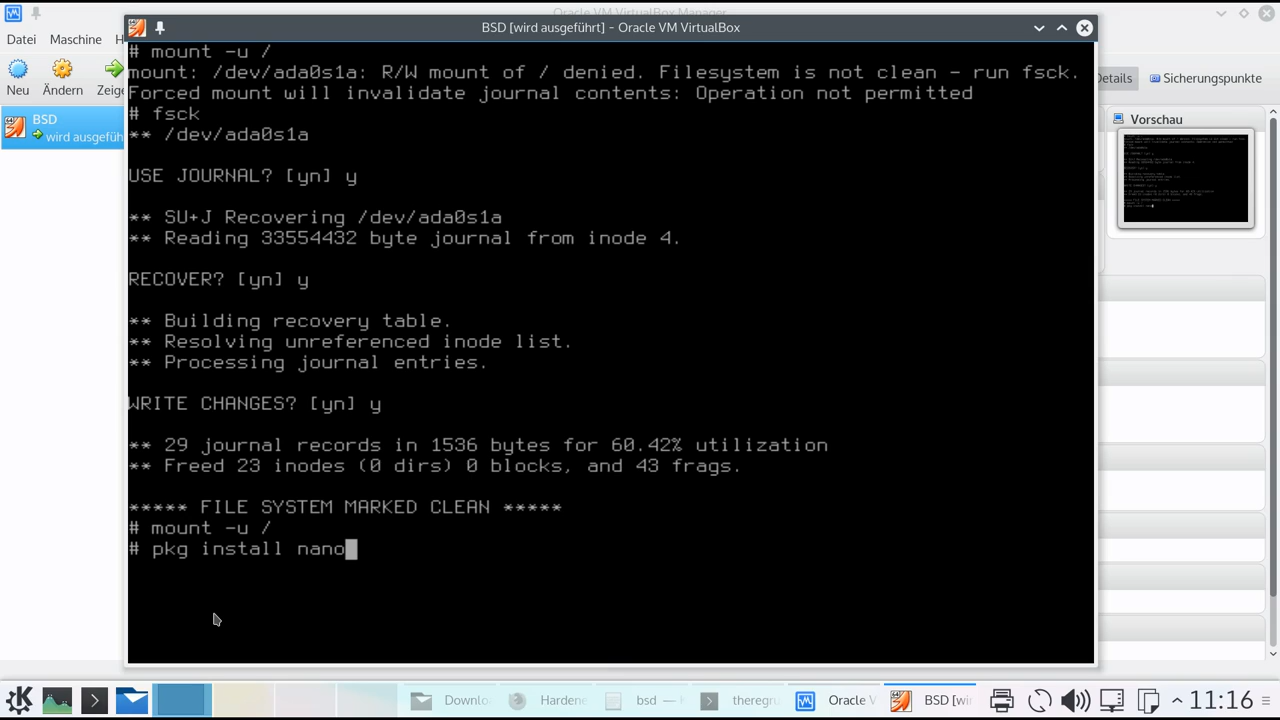 Oracle VM VirtualBox Manager
BSD [wird ausgeführt] - Oracle VM VirtualBox
Datei Maschine H
Neu Ändern Zeige
Details
Sicherungspunkte
BSD
wird ausgefüh
Vorschau
# mount -u /
mount: /dev/ada0s1a: R/W mount of / denied. Filesystem is not clean - run fsck.
Forced mount will invalidate journal contents: Operation not permitted
# fsck
** /dev/ada0s1a
USE JOURNAL? [yn] y
** SU+J Recovering /dev/ada0s1a
** Reading 33554432 byte journal from inode 4.
RECOVER? [yn] y
** Building recovery table.
** Resolving unreferenced inode list.
** Processing journal entries.
WRITE CHANGES? [yn] y
** 29 journal records in 1536 bytes for 60.42% utilization
** Freed 23 inodes (0 dirs) 0 blocks, and 43 frags.
***** FILE SYSTEM MARKED CLEAN *****
# mount -u /
# pkg install nano
Downlo
Hardene
bsd —
theregn
Oracle V
BSD [wi
11:16